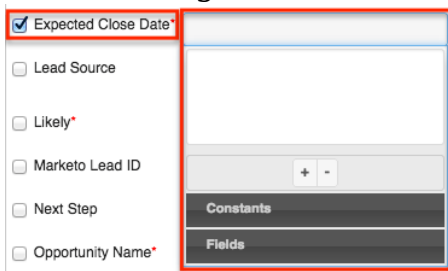 Expected Close Date*
Lead Source
Likely*
Marketo Lead ID
+ -
Next Step
Constants
Opportunity Name*
Fields